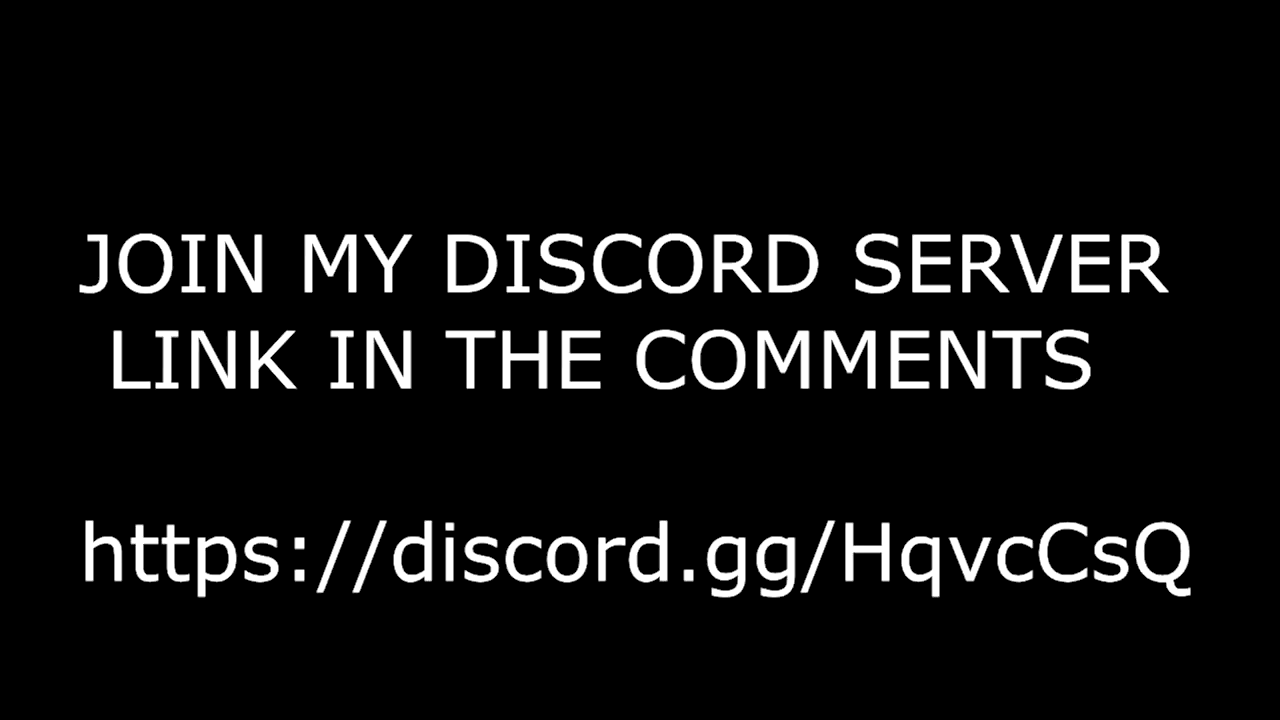 JOIN MY DISCORD SERVER
LINK IN THE COMMENTS
https://discord.gg/HqvcCsQ